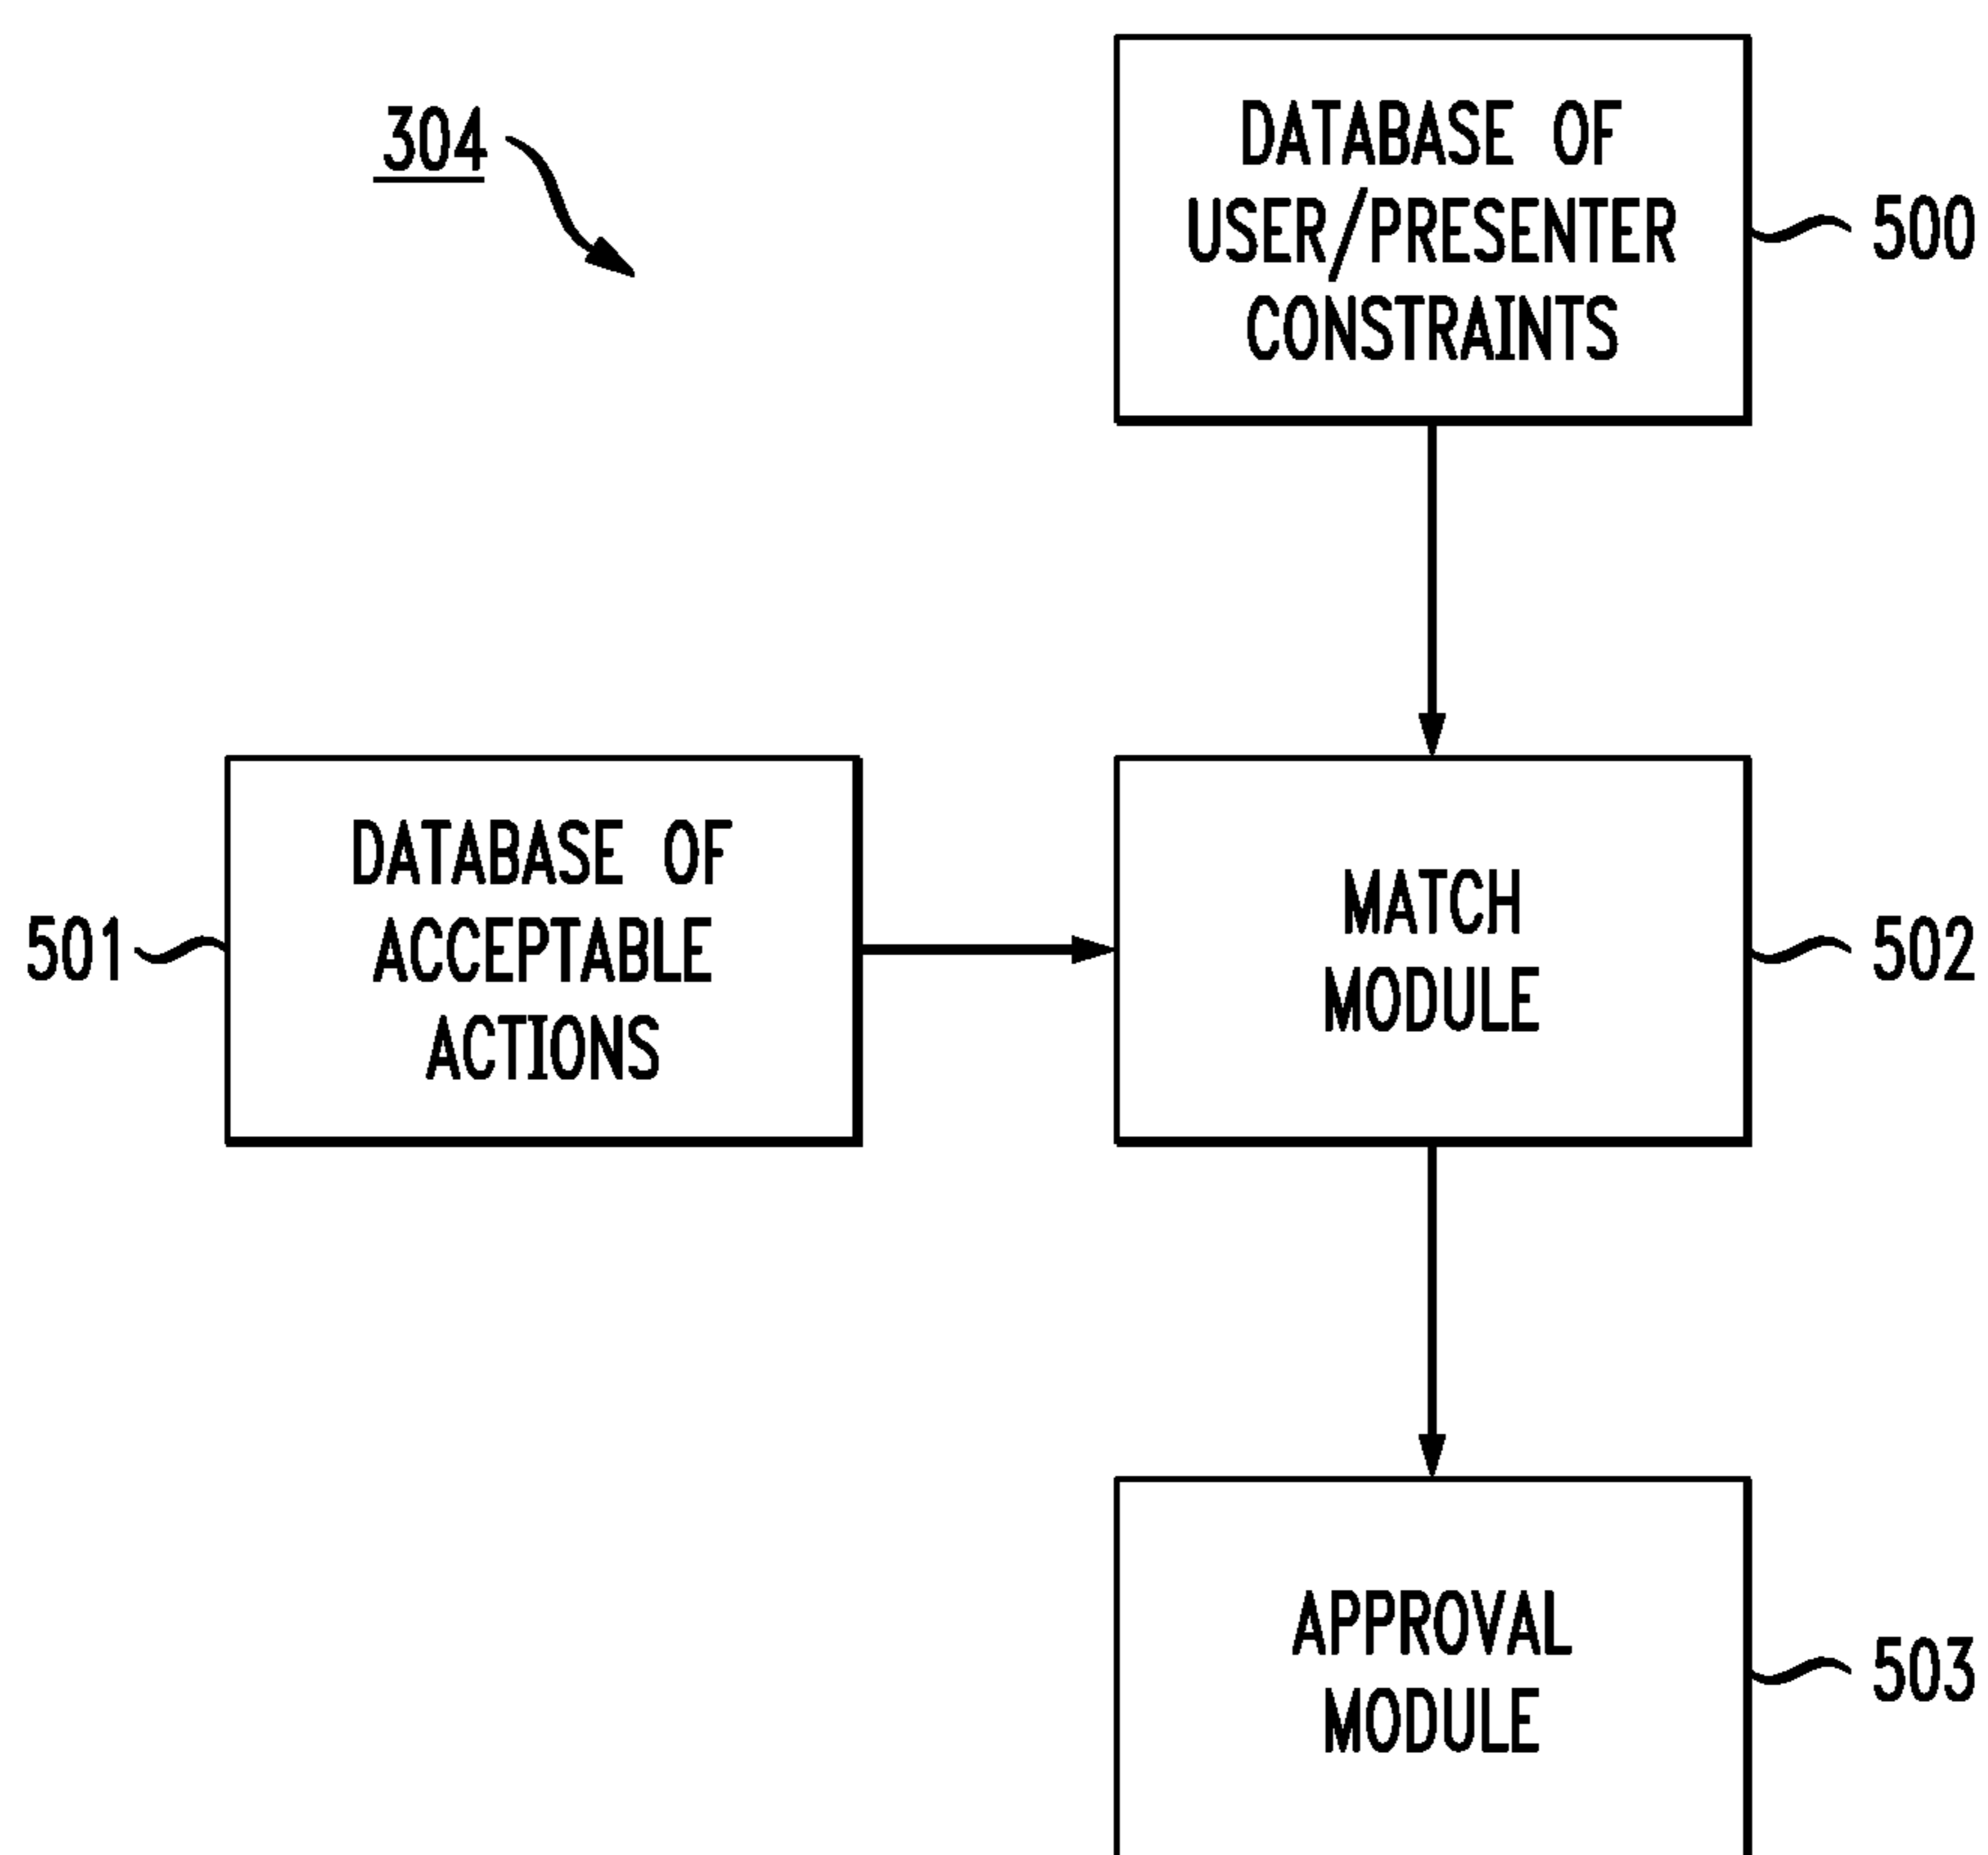 304
DATABASE OF
USER/PRESENTER
CONSTRAINTS
500
501
DATABASE OF
ACCEPTABLE
ACTIONS
MATCH
MODULE
502
APPROVAL
MODULE
503